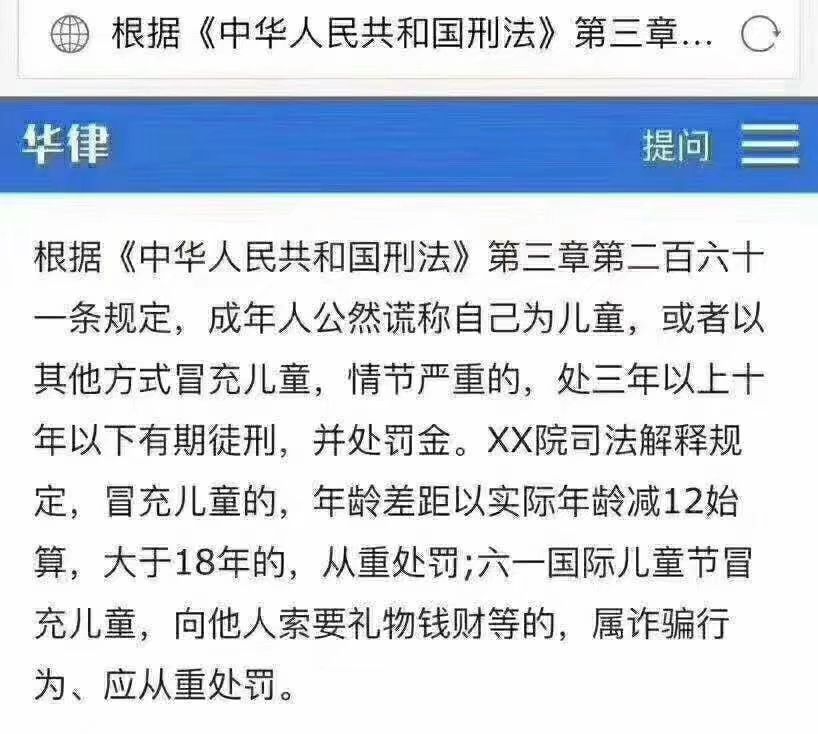 根据《中华人民共和国刑法》第三章...
华律
提问
根据《中华人民共和国刑法》第三章第二百六十
一条规定，成年人公然谎称自己为儿童，或者以
其他方式冒充儿童，情节严重的，处三年以上十
年以下有期徒刑，并处罚金。XX院司法解释规
定，冒充儿童的，年龄差距以实际年龄减12始
算，大于18年的，从重处罚;六一国际儿童节冒
充儿童，向他人索要礼物钱财等的，属诈骗行
为、应从重处罚。